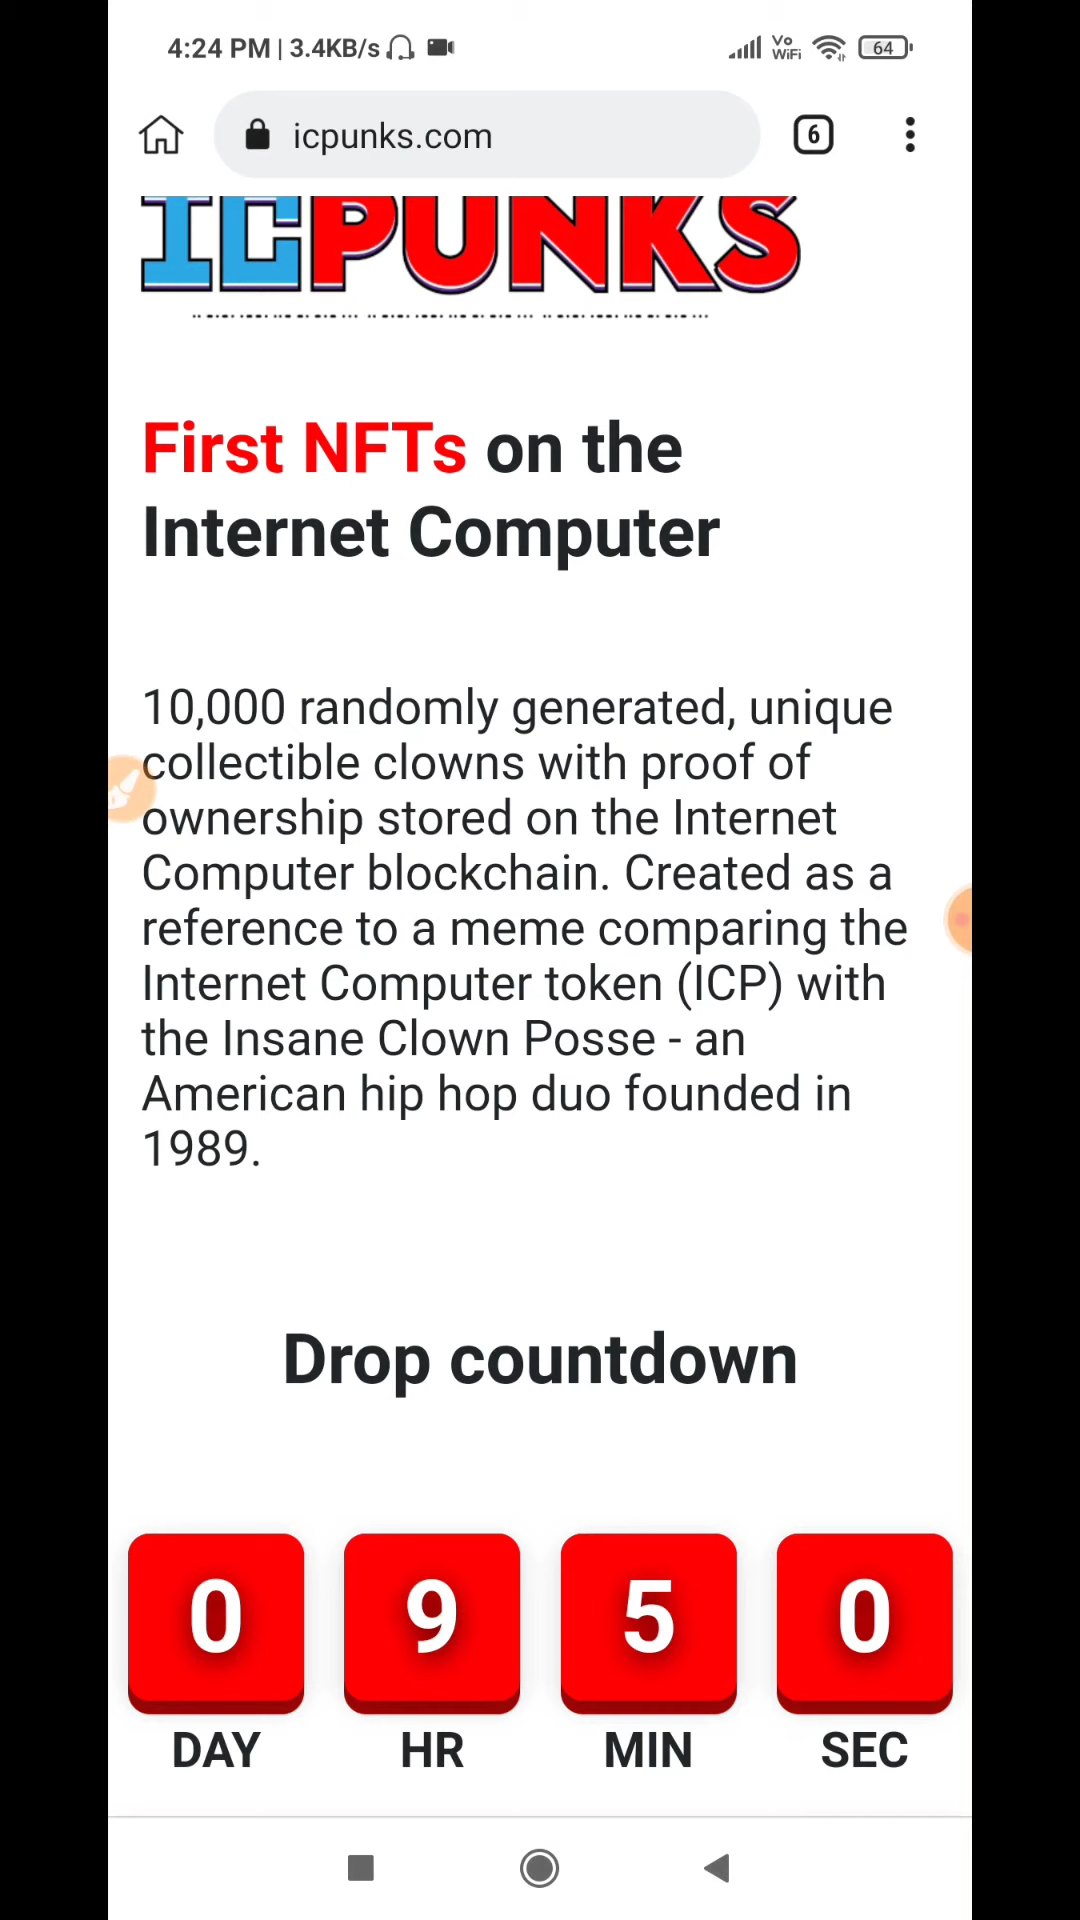 4:24 PM | 3.4KB/s
Vo
WiFi
64
icpunks.com
6
ICPUNKS
First NFTs on the
Internet Computer
10,000 randomly generated, unique
collectible clowns with proof of
ownership stored on the Internet
Computer blockchain. Created as a
reference to a meme comparing the
Internet Computer token (ICP) with
the Insane Clown Posse - an
American hip hop duo founded in
1989.
Drop countdown
0 9 5 0
DAY HR MIN SEC